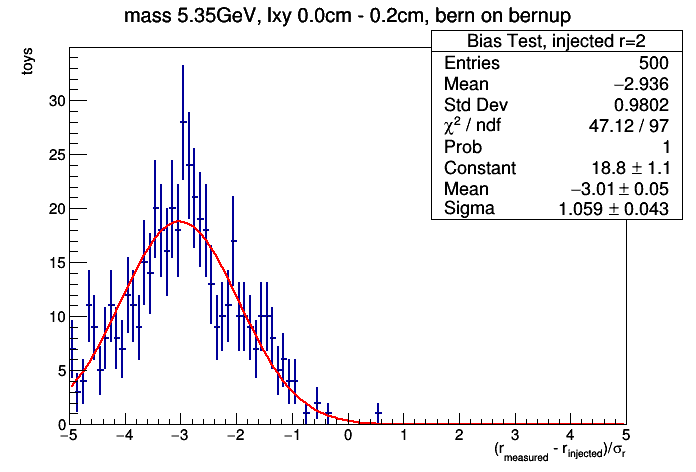 mass 5.35GeV, lxy 0.0cm - 0.2cm, bern on bernup
toys
Bias Test, injected r=2
Entries 500
Mean −2.936
Std Dev 0.9802
χ² / ndf 47.12 / 97
Prob 1
Constant 18.8 ± 1.1
Mean −3.01 ± 0.05
Sigma 1.059 ± 0.043
30
25
20
15
10
5
0
−5 −4 −3 −2 −1 0 1 2 3 4 5
(r_measured - r_injected)/σ_r